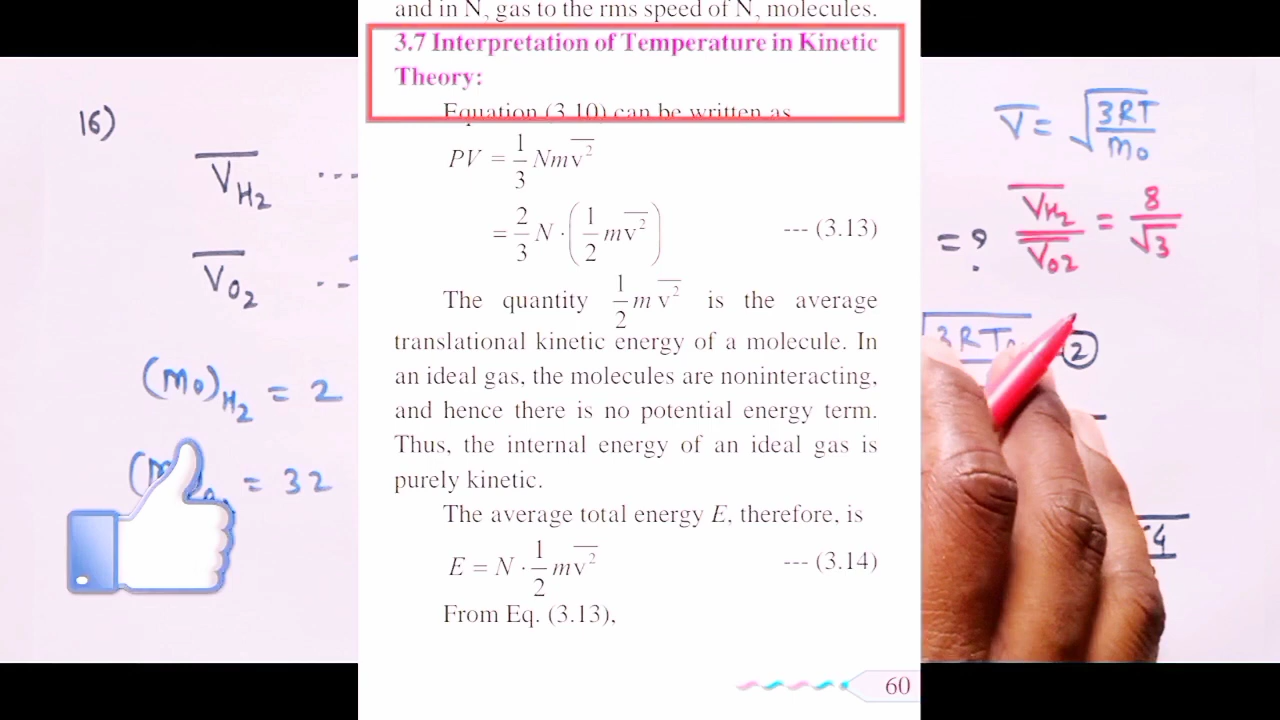 and in N₂ gas to the rms speed of N₂ molecules.
3.7 Interpretation of Temperature in Kinetic
Theory:
Equation (3.10) can be written as
PV = 1/3 Nm v̅²
= 2/3 N · (1/2 m v̅²) --- (3.13)
The quantity 1/2 m v̅² is the average
translational kinetic energy of a molecule. In
an ideal gas, the molecules are noninteracting,
and hence there is no potential energy term.
Thus, the internal energy of an ideal gas is
purely kinetic.
The average total energy E, therefore, is
E = N · 1/2 m v̅² --- (3.14)
From Eq. (3.13),
60
16)
V̅H₂ ...
V̅O₂ ...
(M₀)H₂ = 2
= 32
V̅ = √(3RT/M₀)
= ? V̅H₂/V̅O₂ = 8/√3
3RT ②